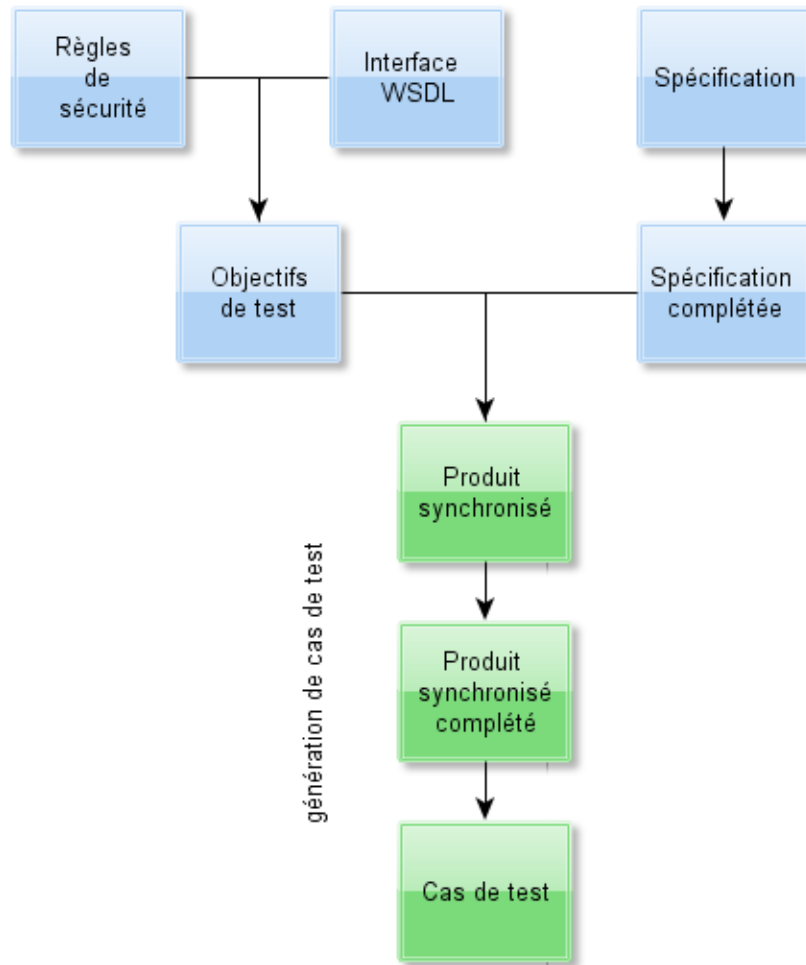 Règles
de
sécurité
Interface
WSDL
Spécification
Objectifs
de test
Spécification
complétée
Produit
synchronisé
génération de cas de test
Produit
synchronisé
complété
Cas de test